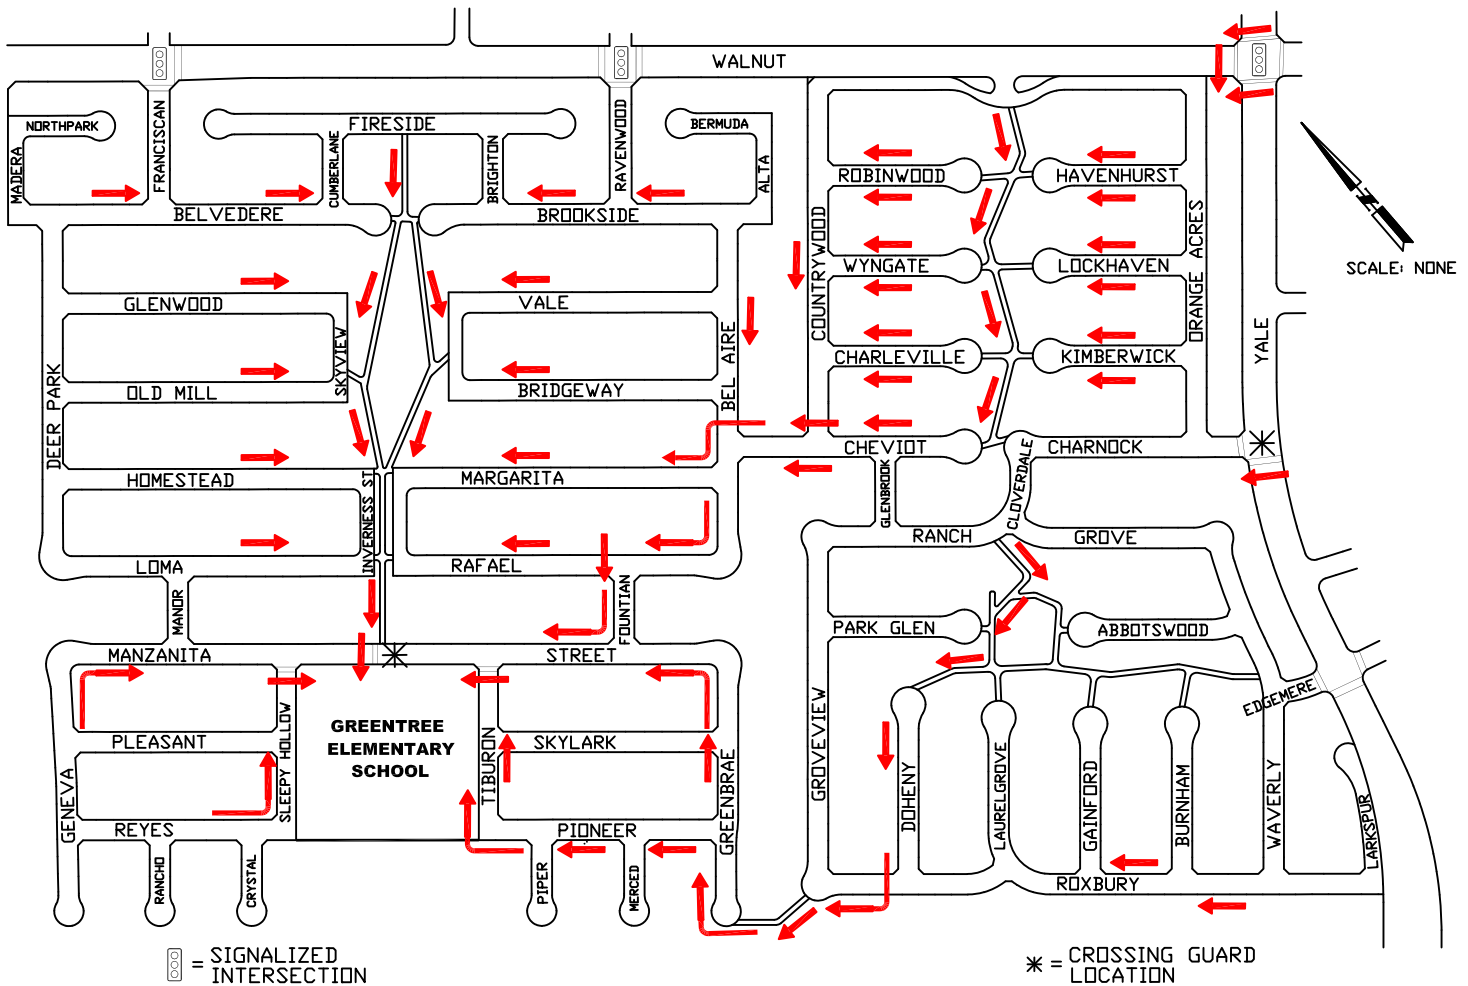 WALNUT
NORTHPARK
MADERA
FRANCISCAN
FIRESIDE
CUMBERLANE
BRIGHTON
RAVENWOOD
BERMUDA
ALTA
BELVEDERE
BROOKSIDE
ROBINWOOD
HAVENHURST
COUNTRYWOOD
ORANGE ACRES
WYNGATE
LOCKHAVEN
SCALE: NONE
GLENWOOD
VALE
SKYVIEW
BEL AIRE
YALE
CHARLEVILLE
KIMBERWICK
OLD MILL
BRIDGEWAY
DEER PARK
CHEVIOT
CHARNOCK
HOMESTEAD
INVERNESS ST
MARGARITA
GLENBROOK
CLOVERDALE
RANCH
GROVE
LOMA
RAFAEL
MANOR
FOUNTIAN
PARK GLEN
ABBOTSWOOD
MANZANITA
STREET
EDGEMERE
GREENTREE
ELEMENTARY
SCHOOL
PLEASANT
SLEEPY HOLLOW
TIBURON
SKYLARK
GREENBRAE
GROVEVIEW
DOHENY
LAURELGROVE
GAINFORD
BURNHAM
WAVERLY
LARKSPUR
GENEVA
REYES
PIONEER
RANCHO
CRYSTAL
PIPER
MERCED
ROXBURY
= SIGNALIZED
INTERSECTION
= CROSSING GUARD
LOCATION